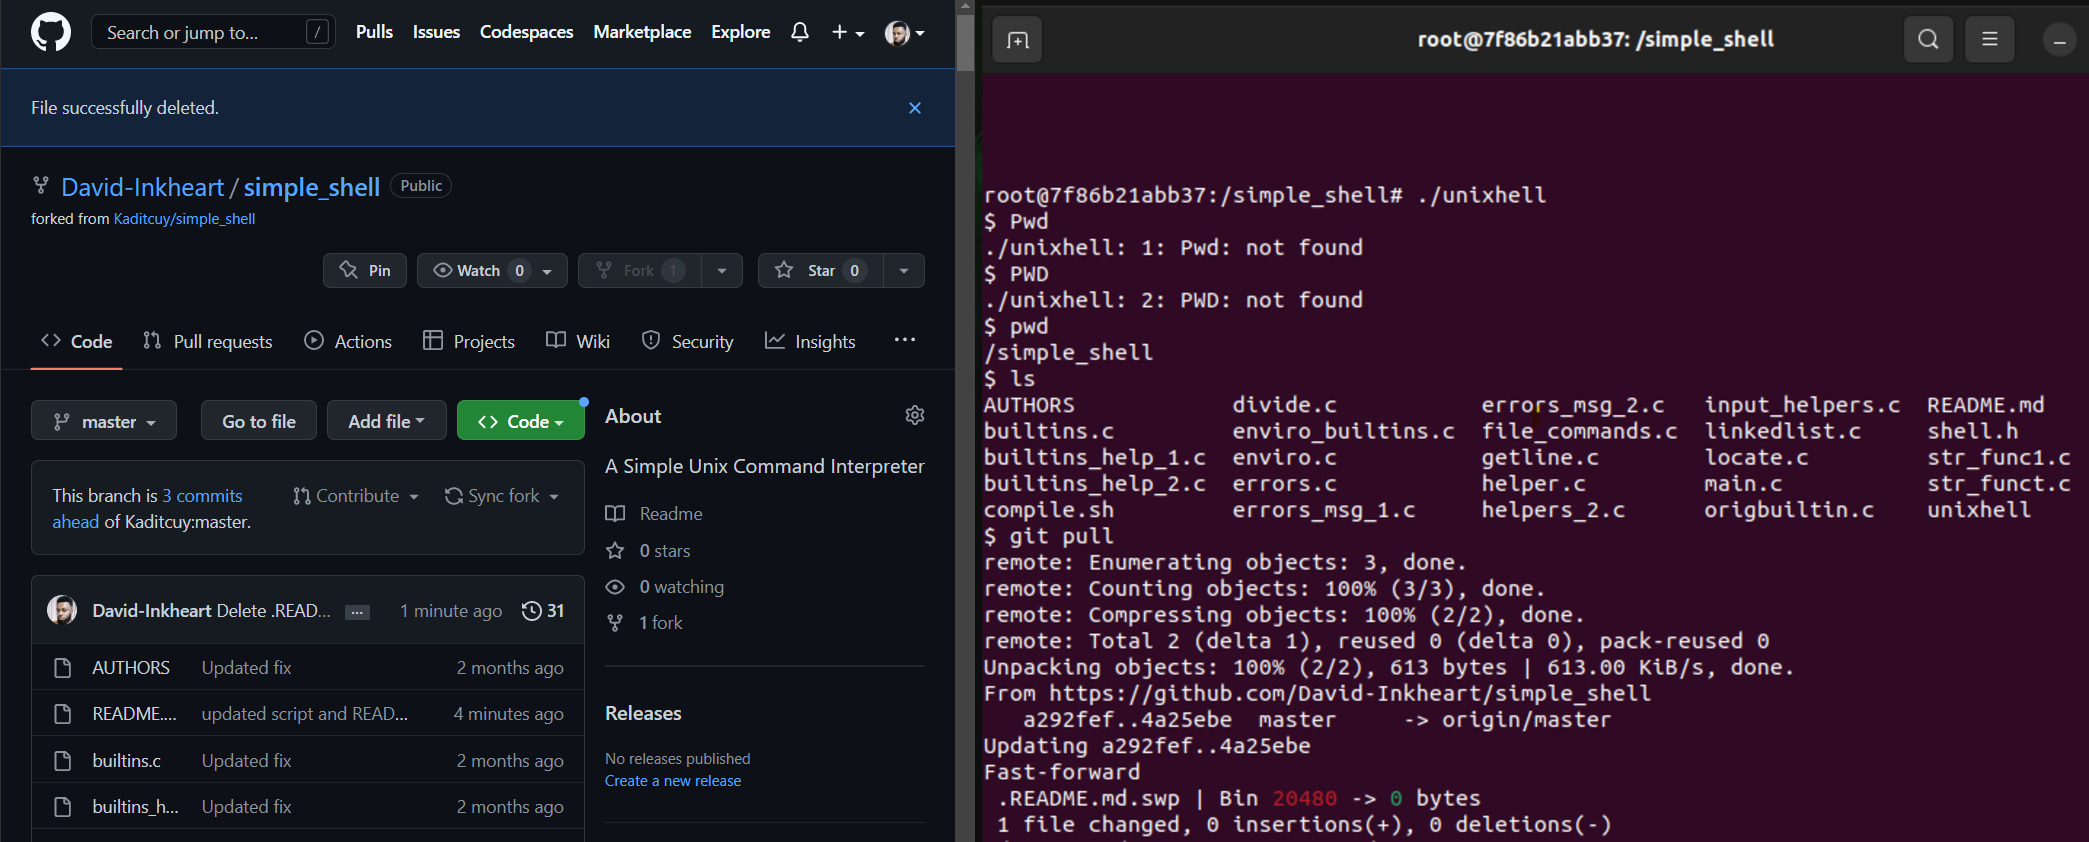 Search or jump to... /
Pulls Issues Codespaces Marketplace Explore
File successfully deleted.
David-Inkheart / simple_shell Public
forked from Kaditcuy/simple_shell
Pin Watch 0 Fork 1 Star 0
Code Pull requests Actions Projects Wiki Security Insights ...
master Go to file Add file Code
This branch is 3 commits
ahead of Kaditcuy:master.
Contribute Sync fork
David-Inkheart Delete .READ... ... 1 minute ago 31
AUTHORS Updated fix 2 months ago
README.... updated script and READ... 4 minutes ago
builtins.c Updated fix 2 months ago
builtins_h... Updated fix 2 months ago
About
A Simple Unix Command Interpreter
Readme
0 stars
0 watching
1 fork
Releases
No releases published
Create a new release
root@7f86b21abb37: /simple_shell
root@7f86b21abb37:/simple_shell# ./unixhell
$ Pwd
./unixhell: 1: Pwd: not found
$ PWD
./unixhell: 2: PWD: not found
$ pwd
/simple_shell
$ ls
AUTHORS divide.c errors_msg_2.c input_helpers.c README.md
builtins.c enviro_builtins.c file_commands.c linkedlist.c shell.h
builtins_help_1.c enviro.c getline.c locate.c str_func1.c
builtins_help_2.c errors.c helper.c main.c str_funct.c
compile.sh errors_msg_1.c helpers_2.c origbuiltin.c unixhell
$ git pull
remote: Enumerating objects: 3, done.
remote: Counting objects: 100% (3/3), done.
remote: Compressing objects: 100% (2/2), done.
remote: Total 2 (delta 1), reused 0 (delta 0), pack-reused 0
Unpacking objects: 100% (2/2), 613 bytes | 613.00 KiB/s, done.
From https://github.com/David-Inkheart/simple_shell
a292fef..4a25ebe master -> origin/master
Updating a292fef..4a25ebe
Fast-forward
.README.md.swp | Bin 20480 -> 0 bytes
1 file changed, 0 insertions(+), 0 deletions(-)